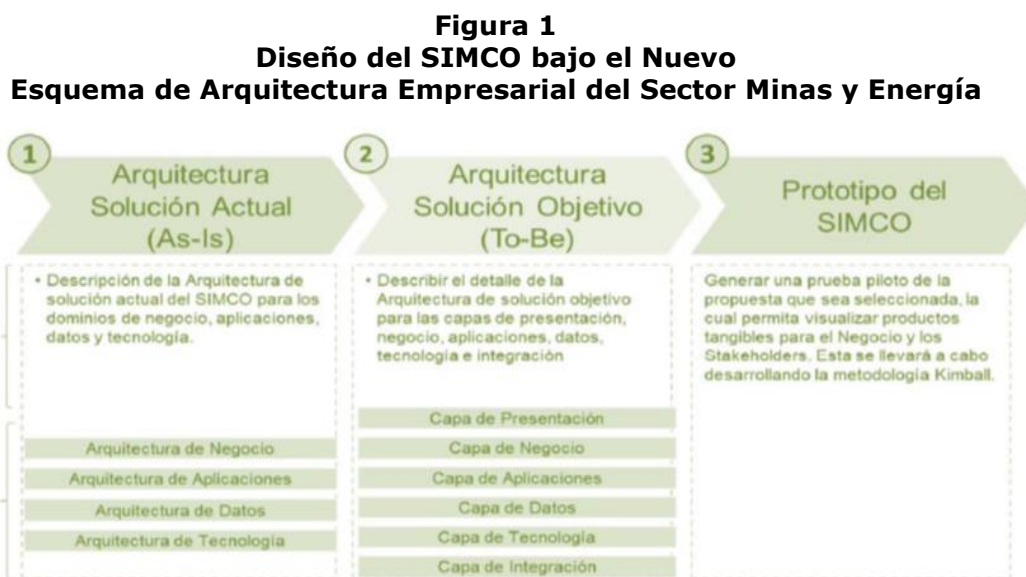 Figura 1
Diseño del SIMCO bajo el Nuevo
Esquema de Arquitectura Empresarial del Sector Minas y Energía
1
Arquitectura
Solución Actual
(As-Is)
• Descripción de la Arquitectura de
solución actual del SIMCO para los
dominios de negocio, aplicaciones,
datos y tecnología.
Arquitectura de Negocio
Arquitectura de Aplicaciones
Arquitectura de Datos
Arquitectura de Tecnología
2
Arquitectura
Solución Objetivo
(To-Be)
• Describir el detalle de la
Arquitectura de solución objetivo
para las capas de presentación,
negocio, aplicaciones, datos,
tecnología e integración
Capa de Presentación
Capa de Negocio
Capa de Aplicaciones
Capa de Datos
Capa de Tecnología
Capa de Integración
3
Prototipo del
SIMCO
Generar una prueba piloto de la
propuesta que sea seleccionada, la
cual permita visualizar productos
tangibles para el Negocio y los
Stakeholders. Esta se llevará a cabo
desarrollando la metodología Kimball.